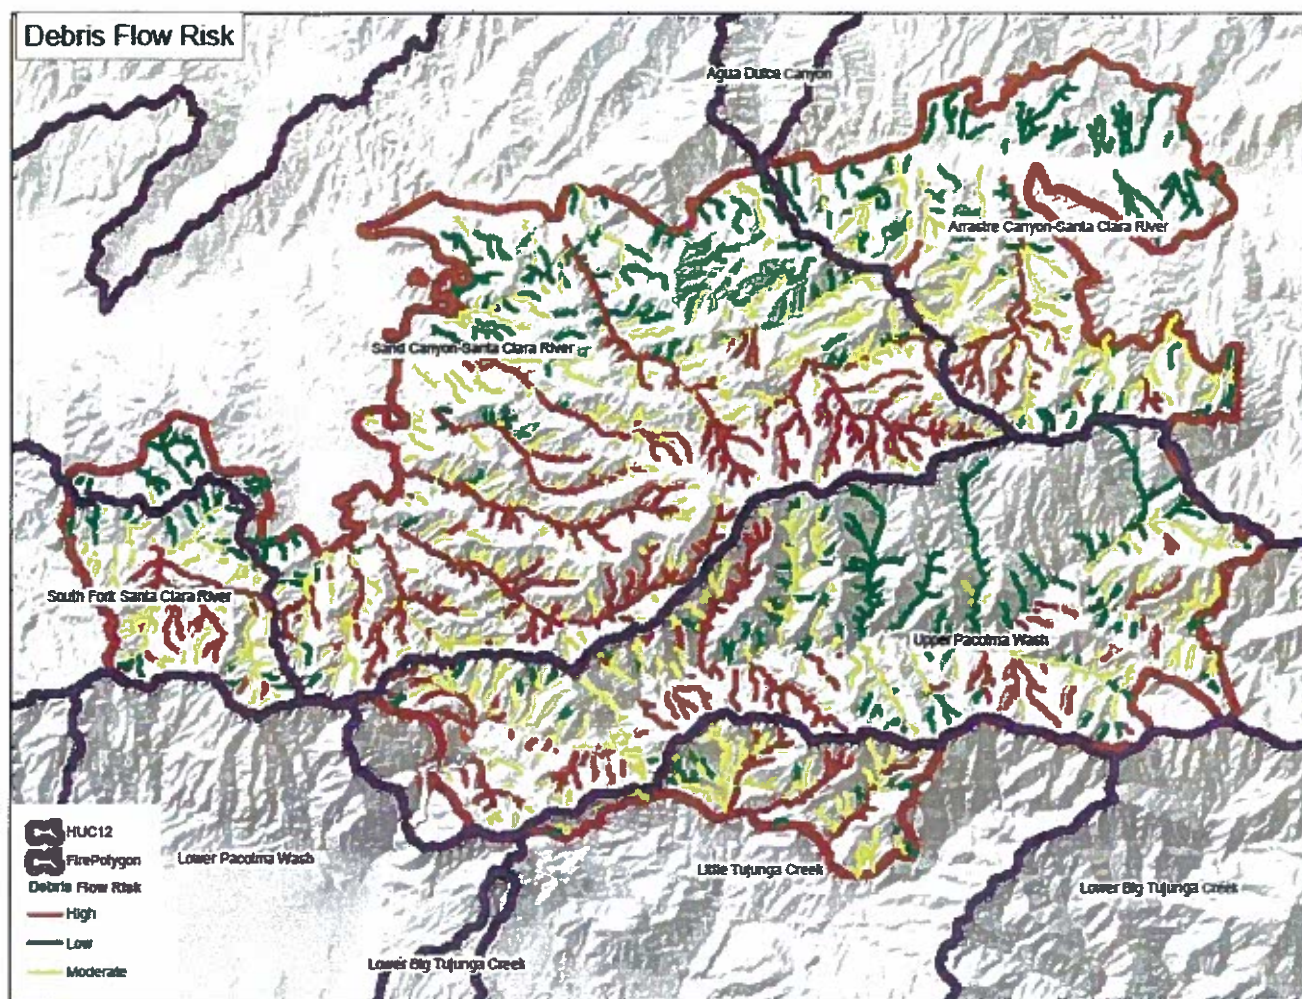 Debris Flow Risk
Agua Dulce Canyon
Arrastre Canyon-Santa Clara River
Sand Canyon-Santa Clara River
South Fork Santa Clara River
Upper Pacoima Wash
HUC12
FirePolygon
Debris Flow Risk
High
Low
Moderate
Lower Pacoima Wash
Little Tujunga Creek
Lower Big Tujunga Creek
Lower Big Tujunga Creek